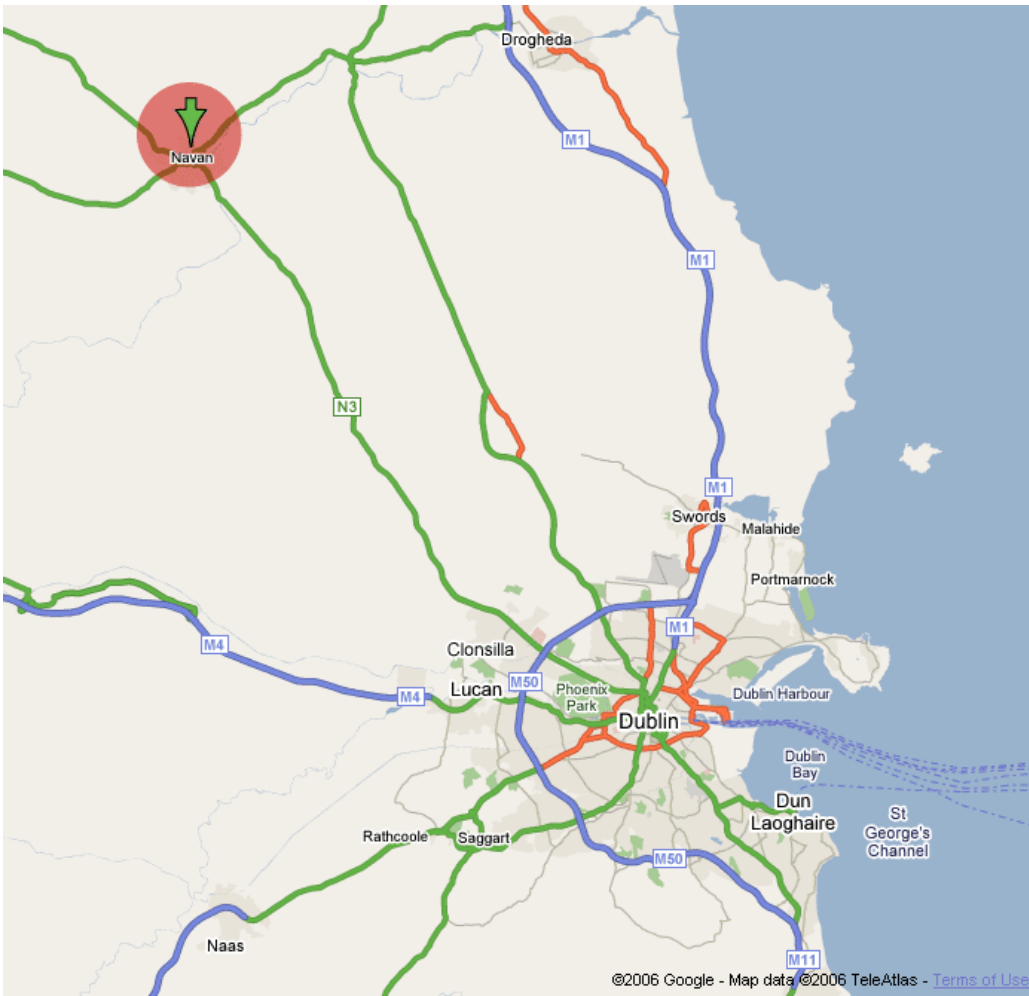 Drogheda
M1
Navan
M1
N3
M1
Swords
Malahide
Portmarnock
M1
M4
Clonsilla
M50
Lucan
M4
Phoenix
Park
Dublin Harbour
Dublin
Dublin
Bay
Dun
Laoghaire
St
George's
Channel
Rathcoole
Saggart
M50
Naas
M11
©2006 Google - Map data ©2006 TeleAtlas - Terms of Use